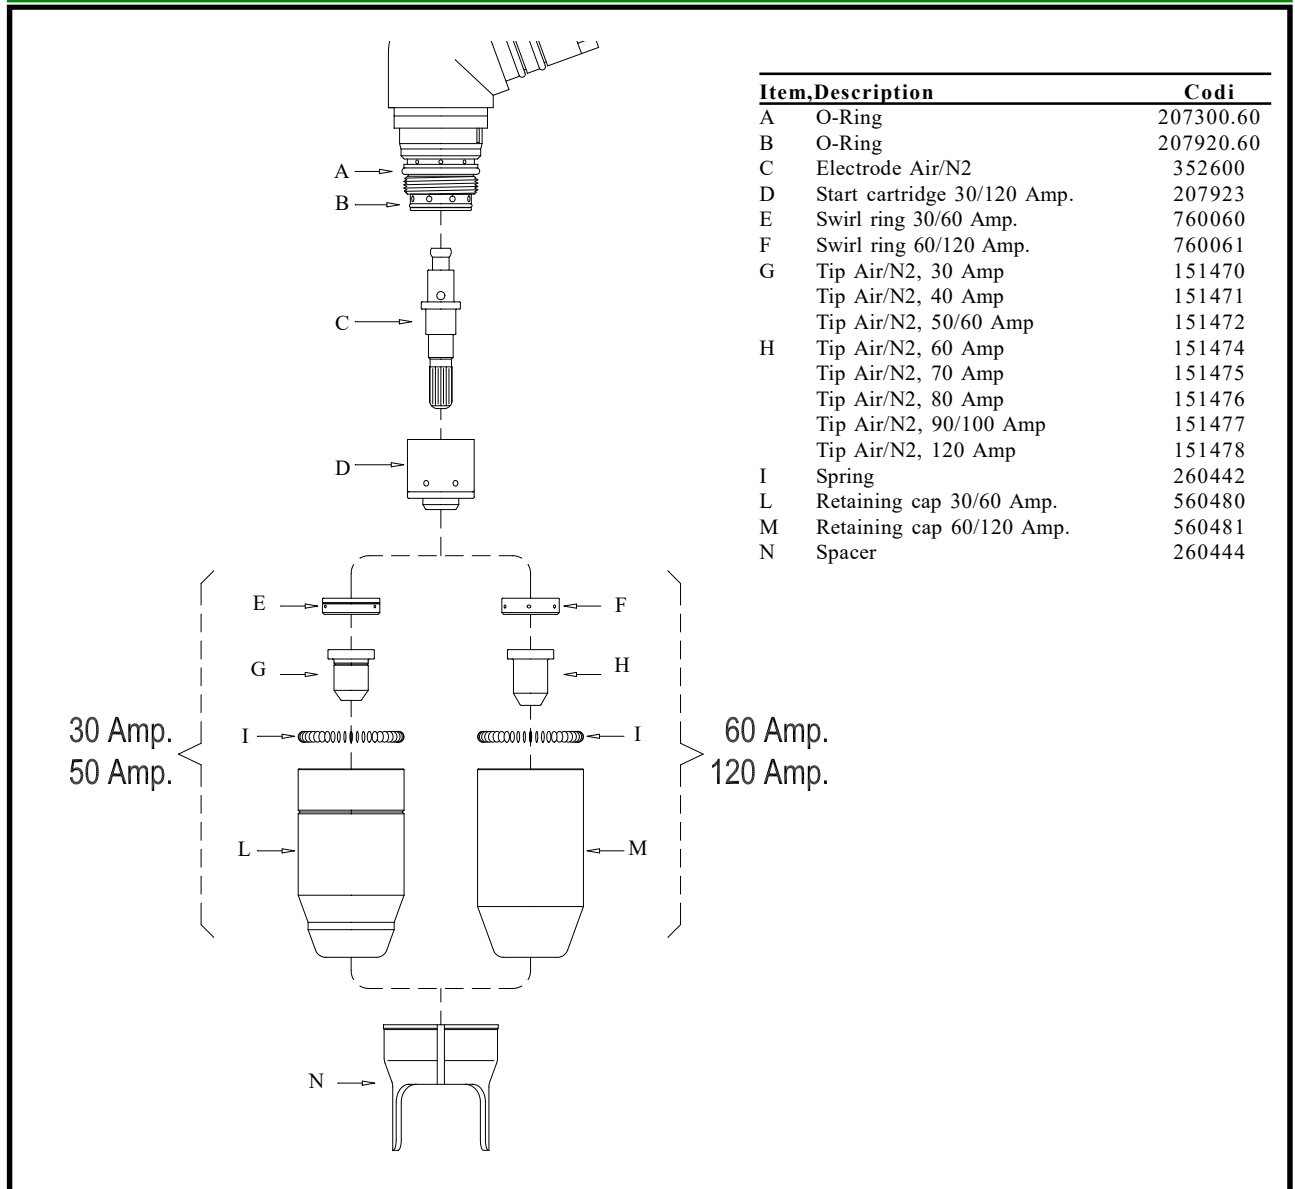 Item,Description Codi
A O-Ring 207300.60
B O-Ring 207920.60
C Electrode Air/N2 352600
D Start cartridge 30/120 Amp. 207923
E Swirl ring 30/60 Amp. 760060
F Swirl ring 60/120 Amp. 760061
G Tip Air/N2, 30 Amp 151470
Tip Air/N2, 40 Amp 151471
Tip Air/N2, 50/60 Amp 151472
H Tip Air/N2, 60 Amp 151474
Tip Air/N2, 70 Amp 151475
Tip Air/N2, 80 Amp 151476
Tip Air/N2, 90/100 Amp 151477
Tip Air/N2, 120 Amp 151478
I Spring 260442
L Retaining cap 30/60 Amp. 560480
M Retaining cap 60/120 Amp. 560481
N Spacer 260444
A
B
C
D
E F
G H
I I
30 Amp.
50 Amp.
60 Amp.
120 Amp.
L M
N